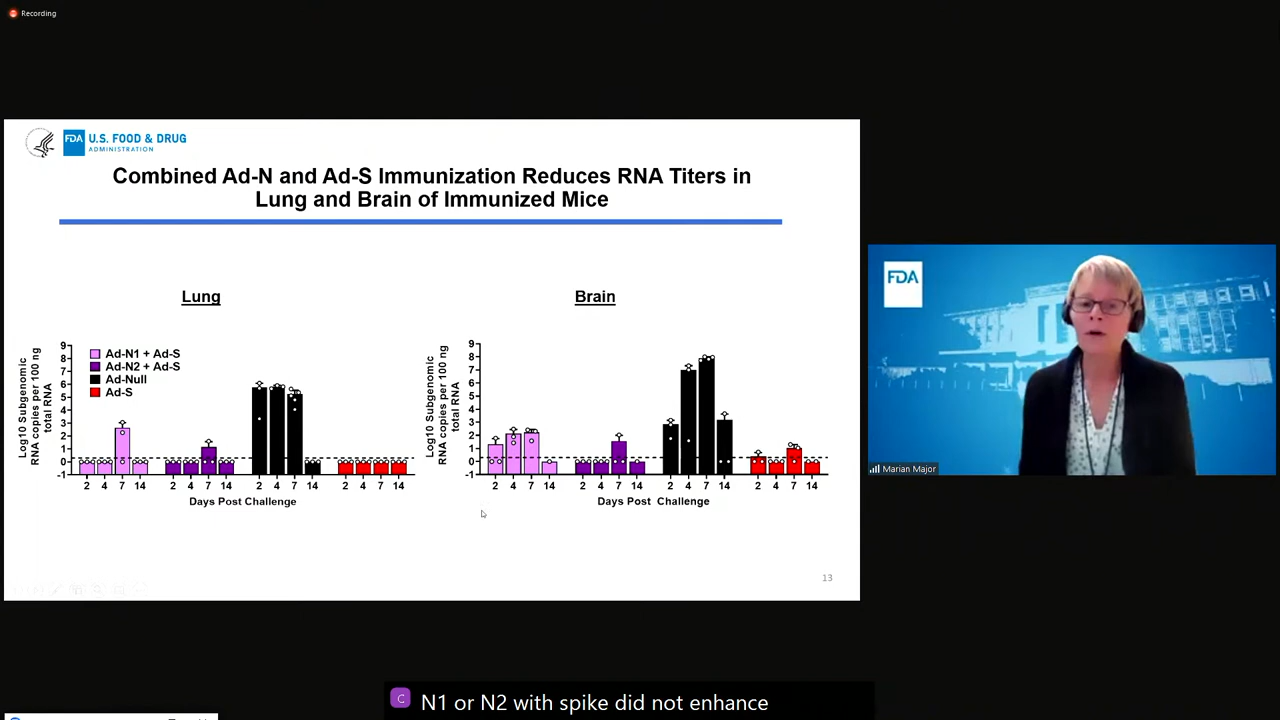 Recording
FDA
U.S. FOOD & DRUG
ADMINISTRATION
Combined Ad-N and Ad-S Immunization Reduces RNA Titers in
Lung and Brain of Immunized Mice
Lung
Log10 Subgenomic
RNA copies per 100 ng
total RNA
9
8
7
6
5
4
3
2
1
0
-1
Ad-N1 + Ad-S
Ad-N2 + Ad-S
Ad-Null
Ad-S
2 4 7 14 2 4 7 14 2 4 7 14 2 4 7 14
Days Post Challenge
Brain
Log10 Subgenomic
RNA copies per 100 ng
total RNA
9
8
7
6
5
4
3
2
1
0
-1
2 4 7 14 2 4 7 14 2 4 7 14 2 4 7 14
Days Post Challenge
13
FDA
Marian Major
C
N1 or N2 with spike did not enhance